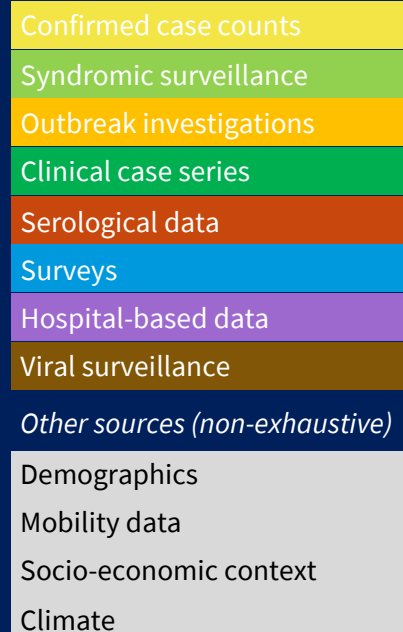 Confirmed case counts
Syndromic surveillance
Outbreak investigations
Clinical case series
Serological data
Surveys
Hospital-based data
Viral surveillance
Other sources (non-exhaustive)
Demographics
Mobility data
Socio-economic context
Climate